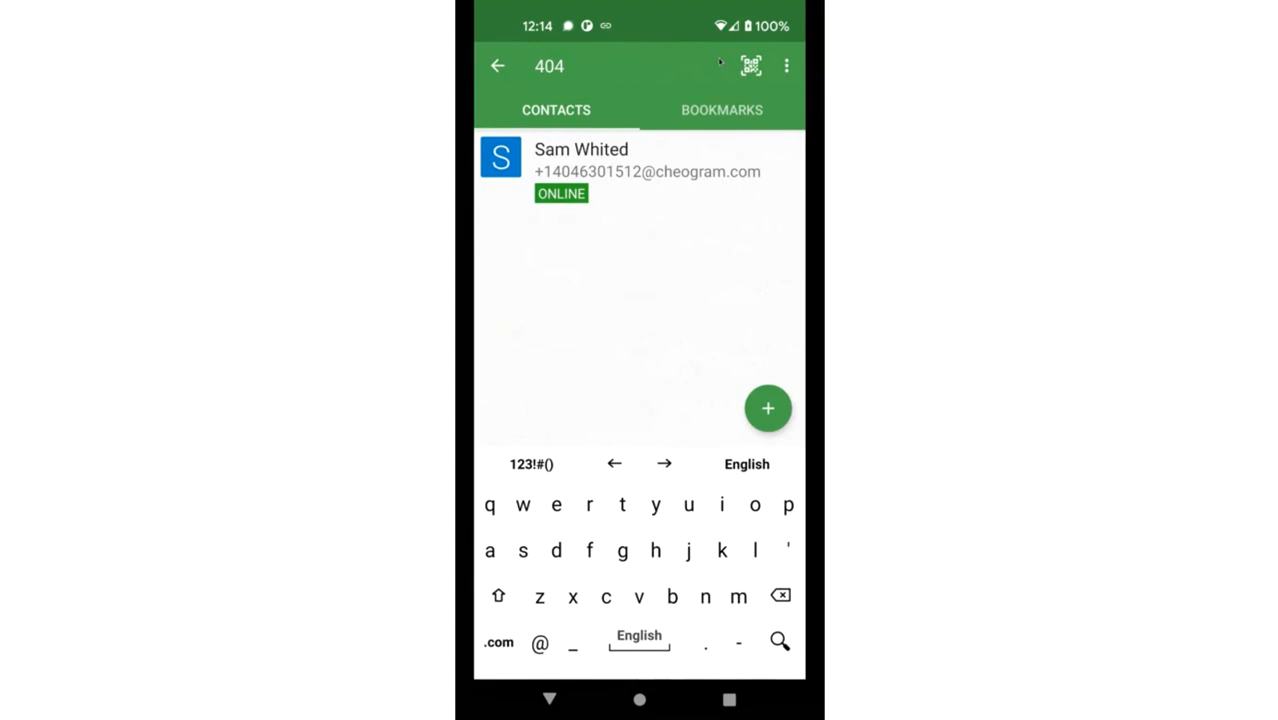 12:14 100%
404
CONTACTS BOOKMARKS
S
Sam Whited
+14046301512@cheogram.com
ONLINE
+
123!#() ← → English
q w e r t y u i o p
a s d f g h j k l '
z x c v b n m
.com @ _ English . -